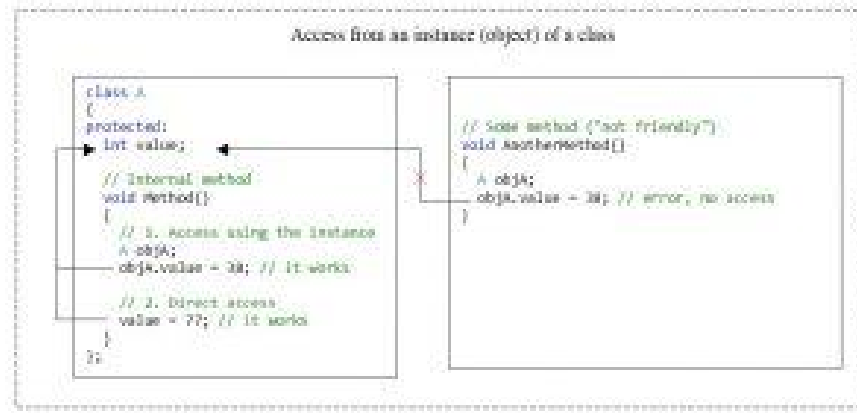 Access from an instance (object) of a class
class A
{
protected:
int value;
// Internal method
void Method()
{
// 1. Access using the instance
A objA;
objA.value = 38; // it works
// 2. Direct access
value = 77; // it works
}
};
// Some method ("not friendly")
void AnotherMethod()
{
A objA;
objA.value = 38; // error, no access
}